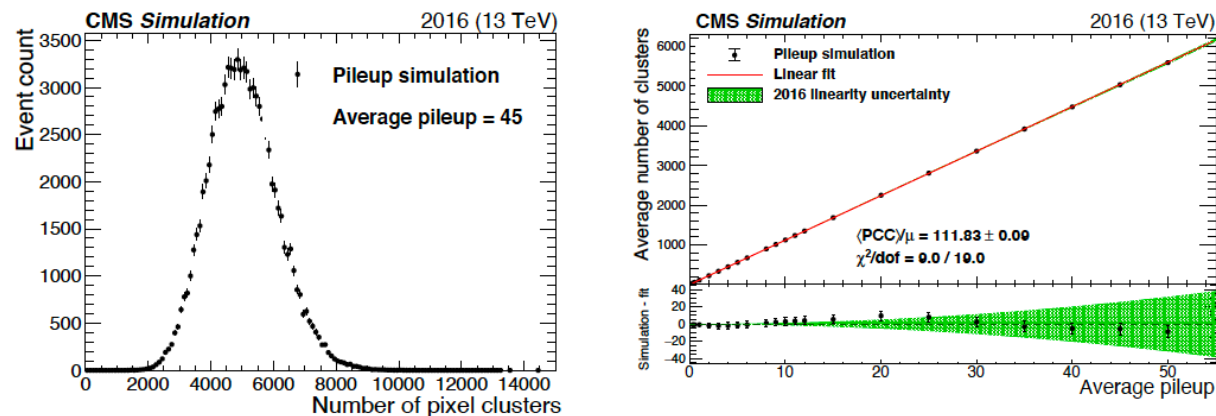 CMS Simulation 2016 (13 TeV)
Event count
3500
3000
2500
2000
1500
1000
500
0
Pileup simulation
Average pileup = 45
0 2000 4000 6000 8000 10000 12000 14000
Number of pixel clusters
CMS Simulation 2016 (13 TeV)
Average number of clusters
6000
5000
4000
3000
2000
1000
Pileup simulation
Linear fit
2016 linearity uncertainty
⟨PCC⟩/μ = 111.83 ± 0.09
χ²/dof = 9.0 / 19.0
simulation - fit
40
20
0
−20
−40
0 10 20 30 40 50
Average pileup